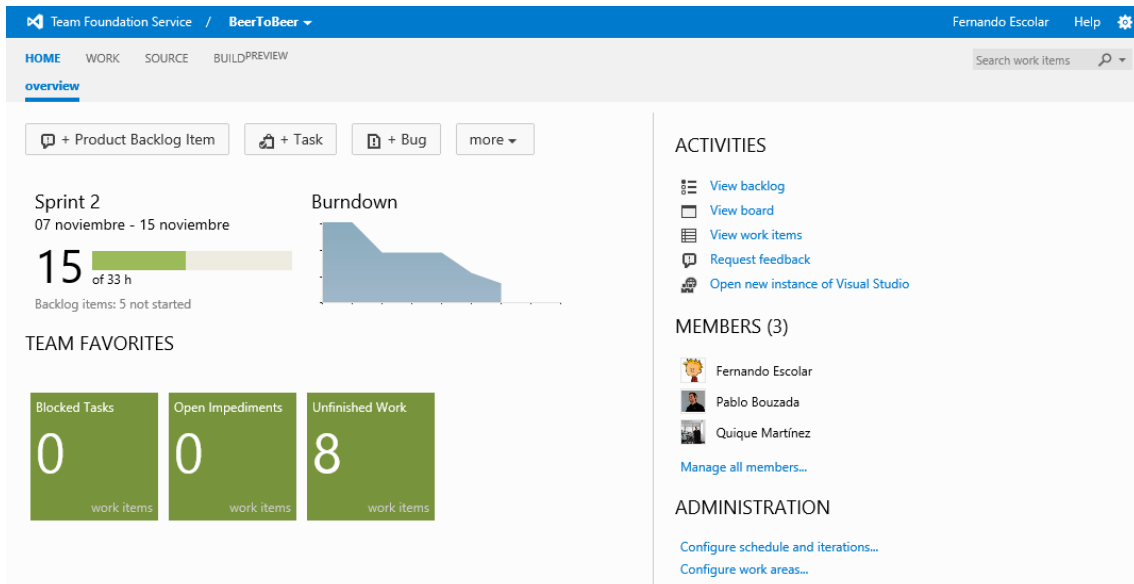 Team Foundation Service / BeerToBeer
Fernando Escolar Help
HOME WORK SOURCE BUILDPREVIEW
Search work items
overview
+ Product Backlog Item
+ Task
+ Bug
more
Sprint 2
07 noviembre - 15 noviembre
15
of 33 h
Backlog items: 5 not started
Burndown
TEAM FAVORITES
Blocked Tasks
0
work items
Open Impediments
0
work items
Unfinished Work
8
work items
ACTIVITIES
View backlog
View board
View work items
Request feedback
Open new instance of Visual Studio
MEMBERS (3)
Fernando Escolar
Pablo Bouzada
Quique Martínez
Manage all members...
ADMINISTRATION
Configure schedule and iterations...
Configure work areas...